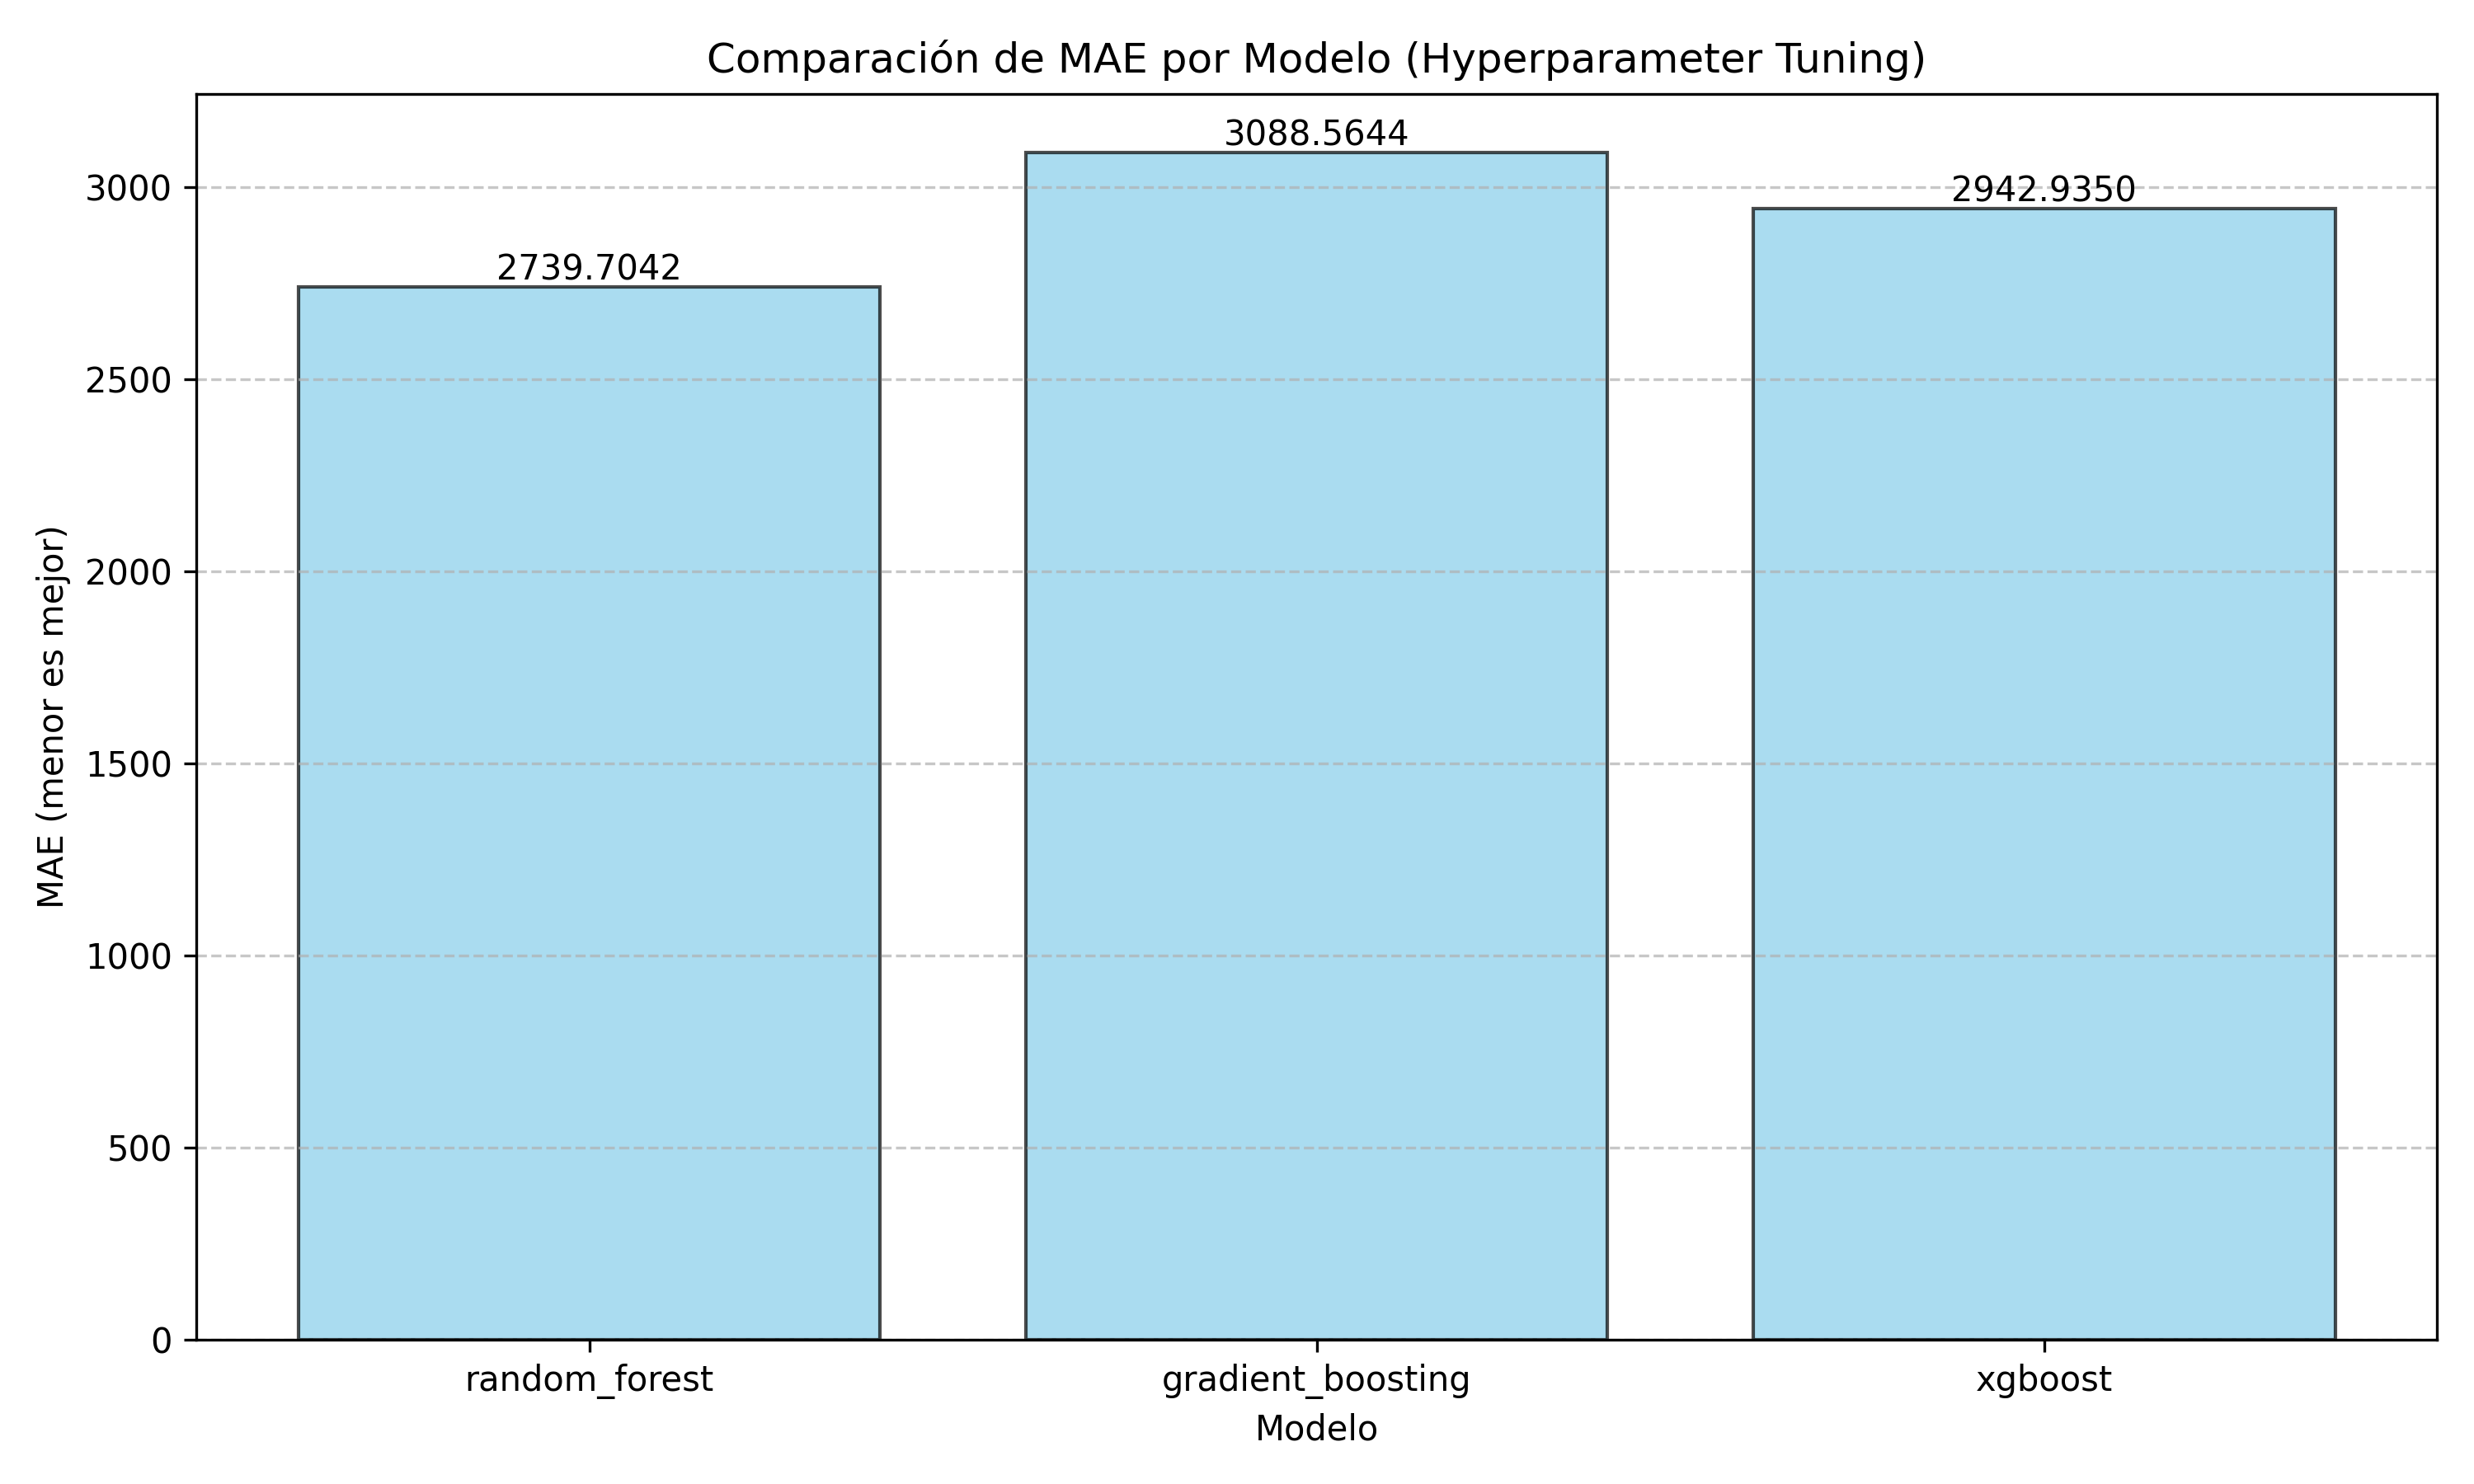 Comparación de MAE por Modelo (Hyperparameter Tuning)
MAE (menor es mejor)
3000
2500
2000
1500
1000
500
0
2739.7042
3088.5644
2942.9350
random_forest
gradient_boosting
xgboost
Modelo